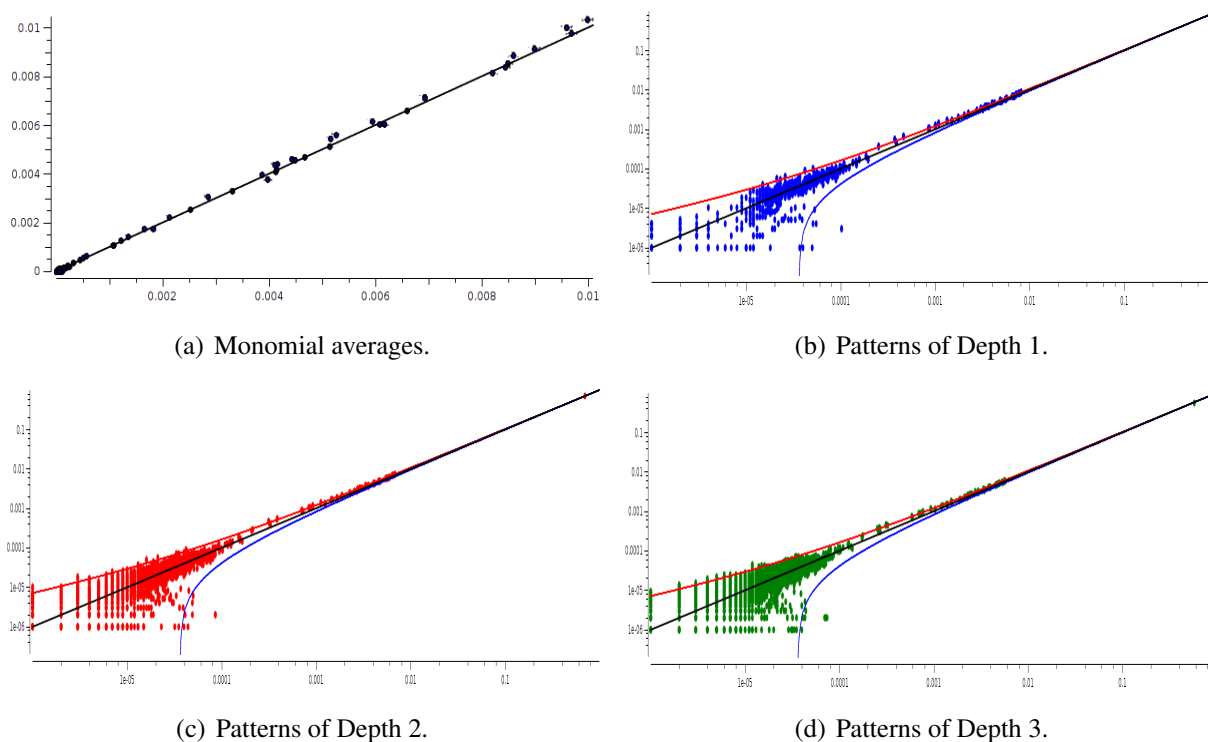 0.01
0.008
0.006
0.004
0.002
0
0.002 0.004 0.006 0.008 0.01
(a) Monomial averages.
0.1
0.01
0.001
0.0001
1e-05
1e-06
1e-05 0.0001 0.001 0.01 0.1
(b) Patterns of Depth 1.
0.1
0.01
0.001
0.0001
1e-05
1e-06
1e-05 0.0001 0.001 0.01 0.1
(c) Patterns of Depth 2.
0.1
0.01
0.001
0.0001
1e-05
1e-06
1e-05 0.0001 0.001 0.01 0.1
(d) Patterns of Depth 3.